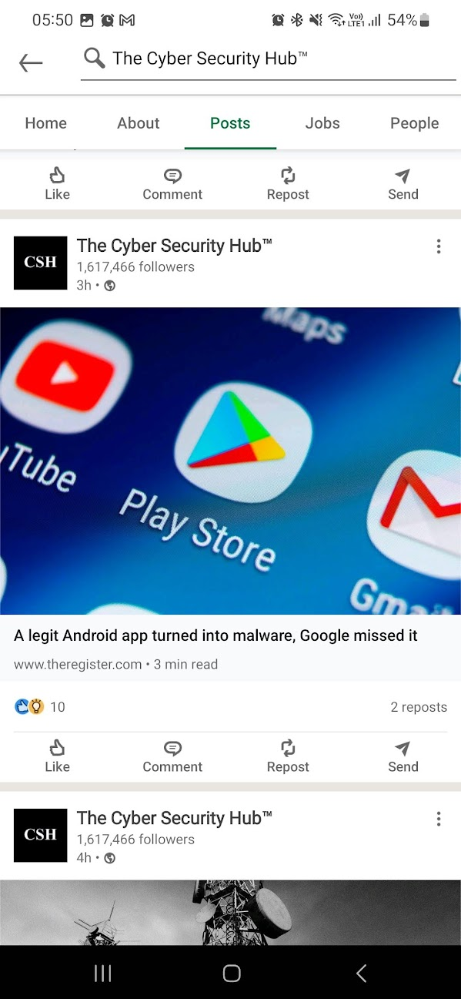 05:50
Vo))
LTE1
54%
The Cyber Security Hub™
Home About Posts Jobs People
Like Comment Repost Send
CSH
The Cyber Security Hub™
1,617,466 followers
3h •
Maps
Tube
Play Store
Gmail
A legit Android app turned into malware, Google missed it
www.theregister.com • 3 min read
10
2 reposts
Like Comment Repost Send
CSH
The Cyber Security Hub™
1,617,466 followers
4h •